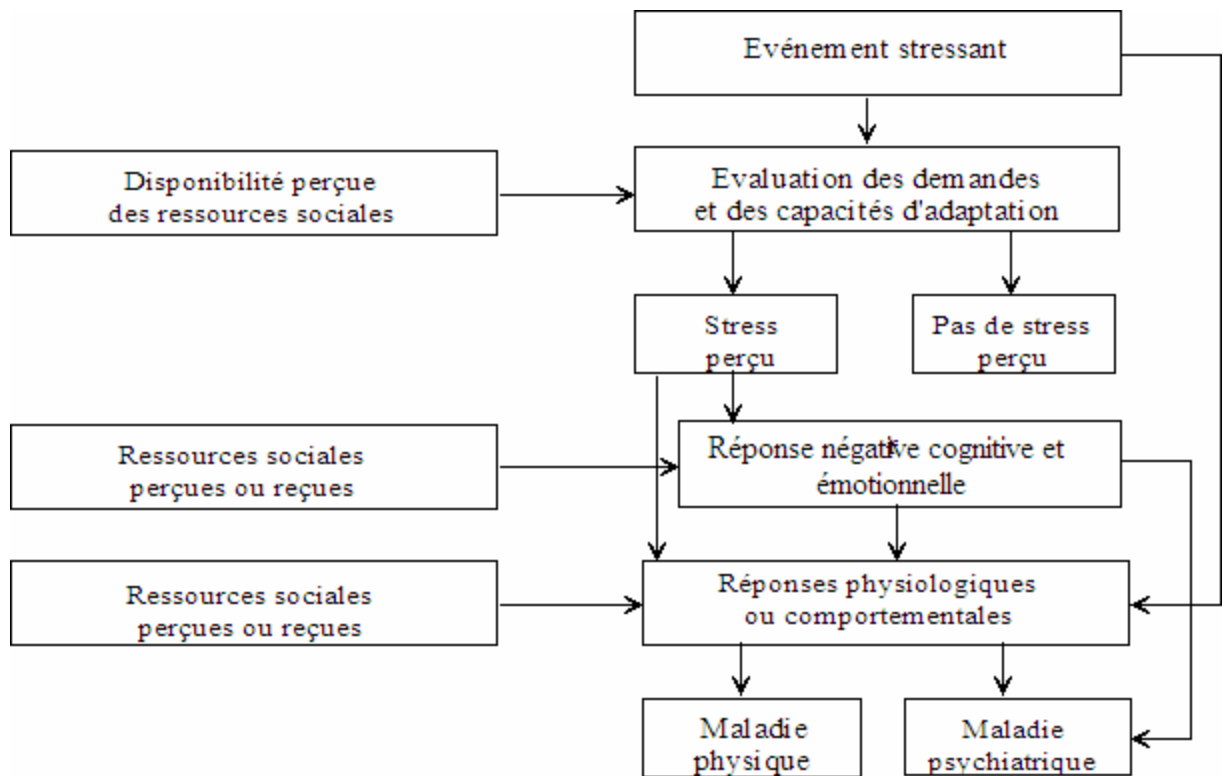 Evénement stressant
Disponibilité perçue
des ressources sociales
Evaluation des demandes
et des capacités d'adaptation
Stress
perçu
Pas de stress
perçu
Ressources sociales
perçues ou reçues
Réponse négative cognitive et
émotionnelle
Ressources sociales
perçues ou reçues
Réponses physiologiques
ou comportementales
Maladie
physique
Maladie
psychiatrique